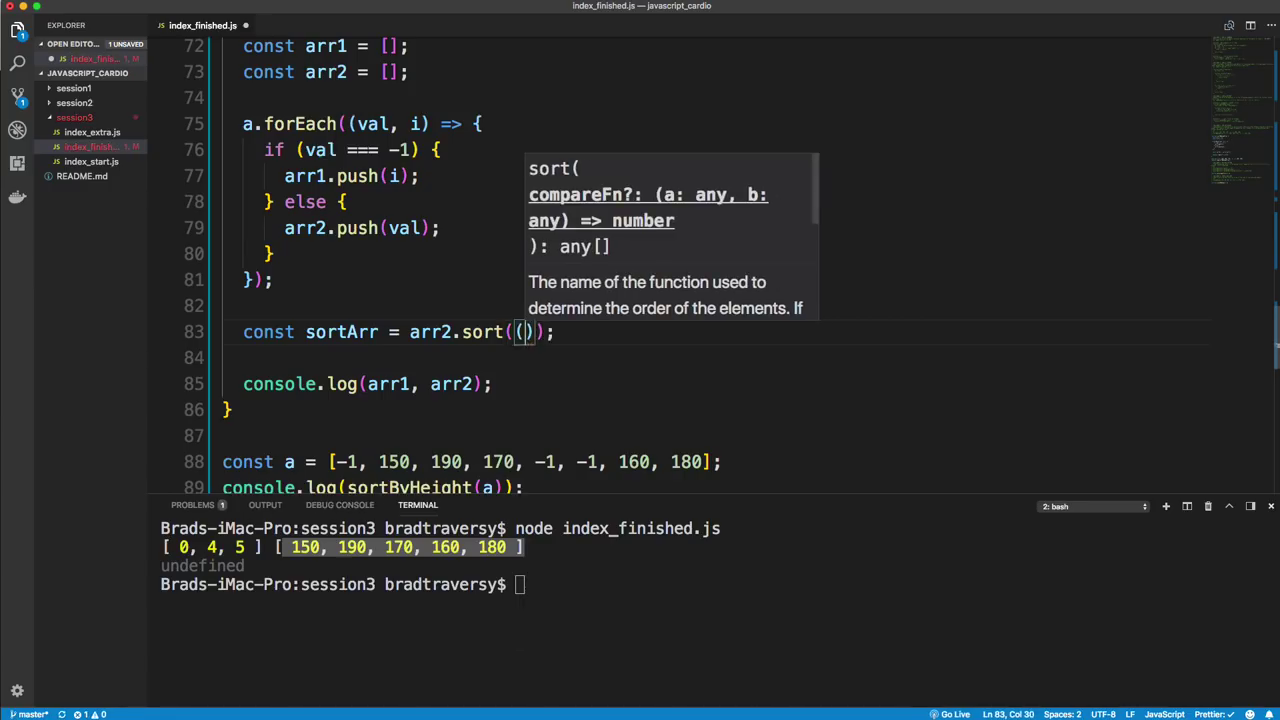 index_finished.js — javascript_cardio
EXPLORER
index_finished.js
OPEN EDITO... 1 UNSAVED
index_finis... 1, M
JAVASCRIPT_CARDIO
session1
session2
session3
JS index_extra.js
JS index_finish... 1, M
JS index_start.js
README.md
72 const arr1 = [];
73 const arr2 = [];
74
75 a.forEach((val, i) => {
76 if (val === -1) {
77 arr1.push(i);
78 } else {
79 arr2.push(val);
80 }
81 });
82
83 const sortArr = arr2.sort(());
84
85 console.log(arr1, arr2);
86 }
87
88 const a = [-1, 150, 190, 170, -1, -1, 160, 180];
89 console.log(sortByHeight(a));
sort(
compareFn?: (a: any, b:
any) => number
): any[]
The name of the function used to
determine the order of the elements. If
PROBLEMS 1 OUTPUT DEBUG CONSOLE TERMINAL
2: bash
Brads-iMac-Pro:session3 bradtraversy$ node index_finished.js
[ 0, 4, 5 ] [ 150, 190, 170, 160, 180 ]
undefined
Brads-iMac-Pro:session3 bradtraversy$
master* 1 0 Go Live Ln 83, Col 30 Spaces: 2 UTF-8 LF JavaScript Prettier: ✓